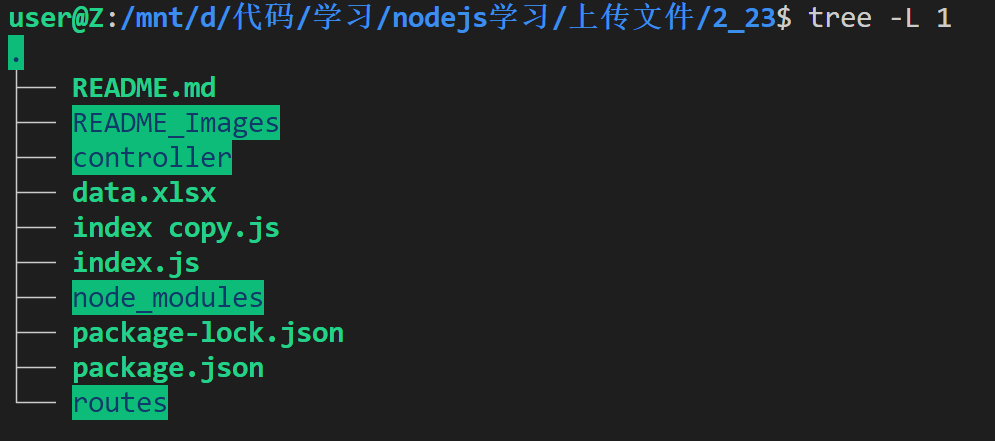 user@Z:/mnt/d/代码/学习/nodejs学习/上传文件/2_23$ tree -L 1
.
├── README.md
├── README_Images
├── controller
├── data.xlsx
├── index copy.js
├── index.js
├── node_modules
├── package-lock.json
├── package.json
└── routes